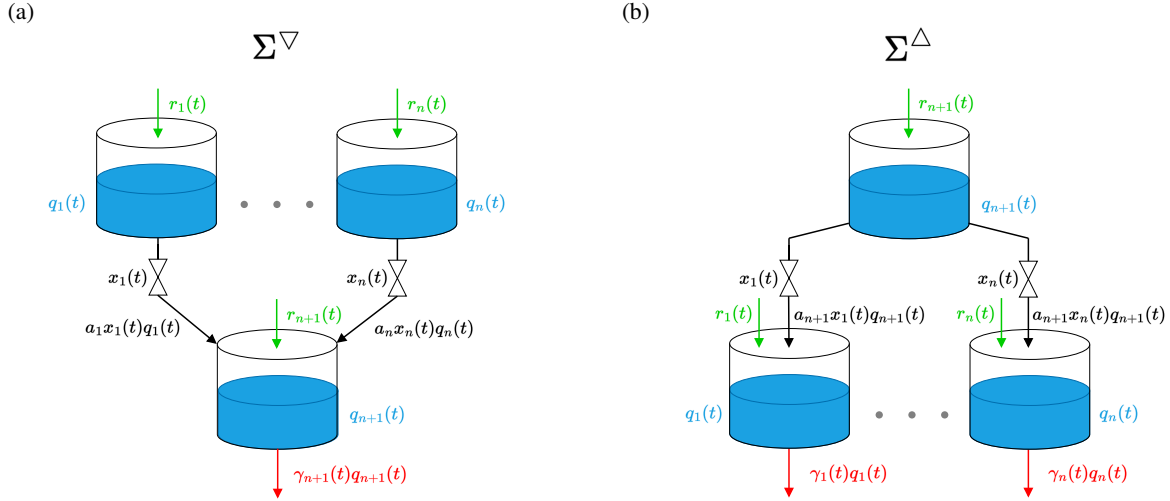 (a)
Σ▽
r₁(t)
rₙ(t)
q₁(t)
qₙ(t)
x₁(t)
xₙ(t)
rₙ₊₁(t)
a₁x₁(t)q₁(t)
aₙxₙ(t)qₙ(t)
qₙ₊₁(t)
γₙ₊₁(t)qₙ₊₁(t)
(b)
Σ△
rₙ₊₁(t)
qₙ₊₁(t)
x₁(t)
xₙ(t)
r₁(t)
aₙ₊₁x₁(t)qₙ₊₁(t)
rₙ(t)
aₙ₊₁xₙ(t)qₙ₊₁(t)
q₁(t)
qₙ(t)
γ₁(t)q₁(t)
γₙ(t)qₙ(t)